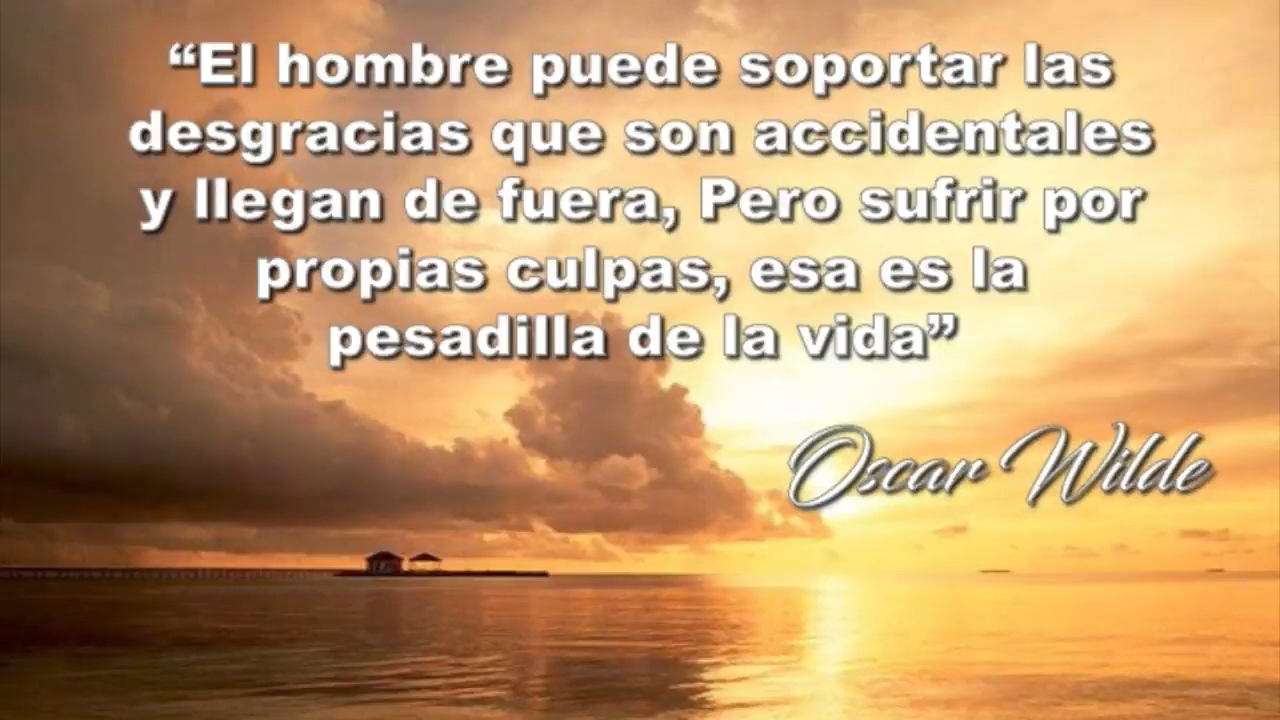 “El hombre puede soportar las
desgracias que son accidentales
y llegan de fuera, Pero sufrir por
propias culpas, esa es la
pesadilla de la vida”
Oscar Wilde